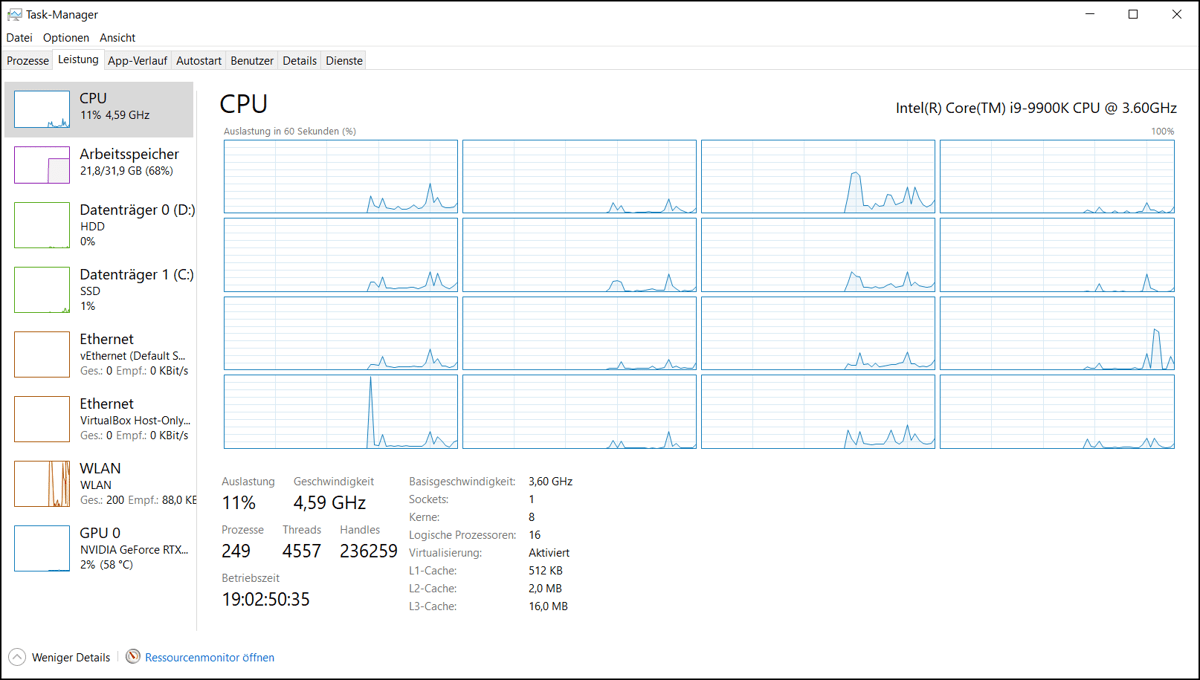 Task-Manager
Datei Optionen Ansicht
Prozesse Leistung App-Verlauf Autostart Benutzer Details Dienste
CPU
11% 4,59 GHz
Arbeitsspeicher
21,8/31,9 GB (68%)
Datenträger 0 (D:)
HDD
0%
Datenträger 1 (C:)
SSD
1%
Ethernet
vEthernet (Default S...
Ges.: 0 Empf.: 0 KBit/s
Ethernet
VirtualBox Host-Only...
Ges.: 0 Empf.: 0 KBit/s
WLAN
WLAN
Ges.: 200 Empf.: 88,0 KE
GPU 0
NVIDIA GeForce RTX...
2% (58 °C)
CPU
Intel(R) Core(TM) i9-9900K CPU @ 3.60GHz
Auslastung in 60 Sekunden (%)
100%
Auslastung Geschwindigkeit
11% 4,59 GHz
Prozesse Threads Handles
249 4557 236259
Betriebszeit
19:02:50:35
Basisgeschwindigkeit: 3,60 GHz
Sockets: 1
Kerne: 8
Logische Prozessoren: 16
Virtualisierung: Aktiviert
L1-Cache: 512 KB
L2-Cache: 2,0 MB
L3-Cache: 16,0 MB
Weniger Details Ressourcenmonitor öffnen